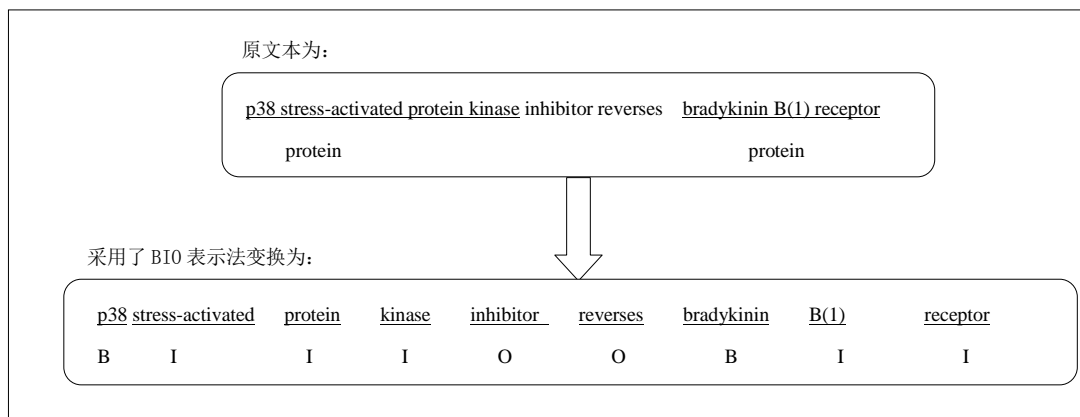 原文本为：
p38 stress-activated protein kinase inhibitor reverses bradykinin B(1) receptor
protein protein
采用了 BIO 表示法变换为：
p38 stress-activated protein kinase inhibitor reverses bradykinin B(1) receptor
B I I I O O B I I